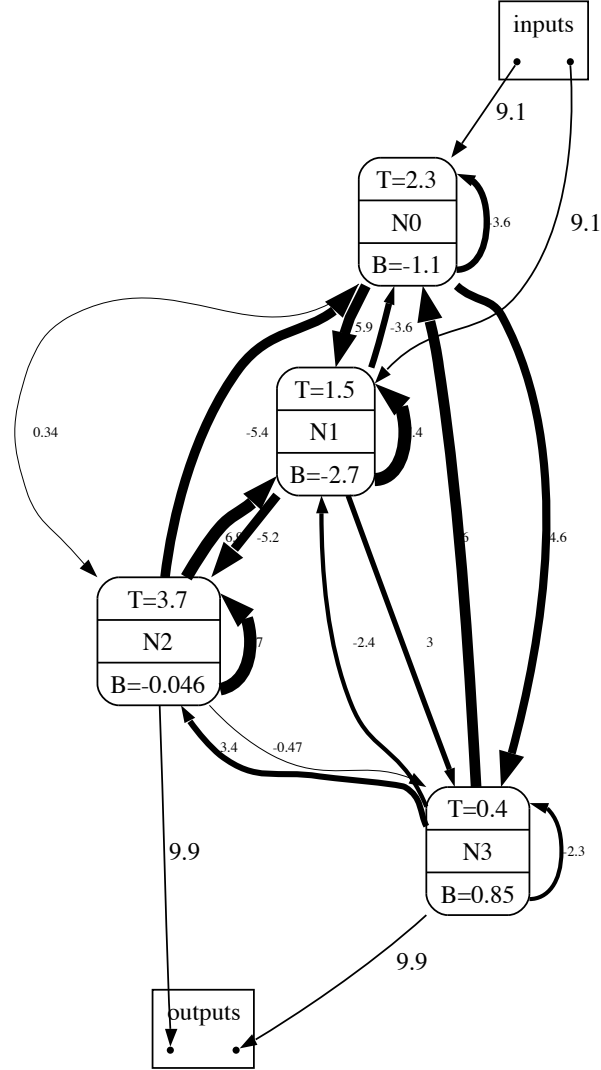 inputs
9.1
T=2.3
N0
B=-1.1
-3.6
9.1
5.9
-3.6
T=1.5
N1
B=-2.7
0.34
-5.4
-5.2
4.6
T=3.7
N2
B=-0.046
-2.4
3
3.4
-0.47
T=0.4
N3
B=0.85
-2.3
9.9
9.9
outputs